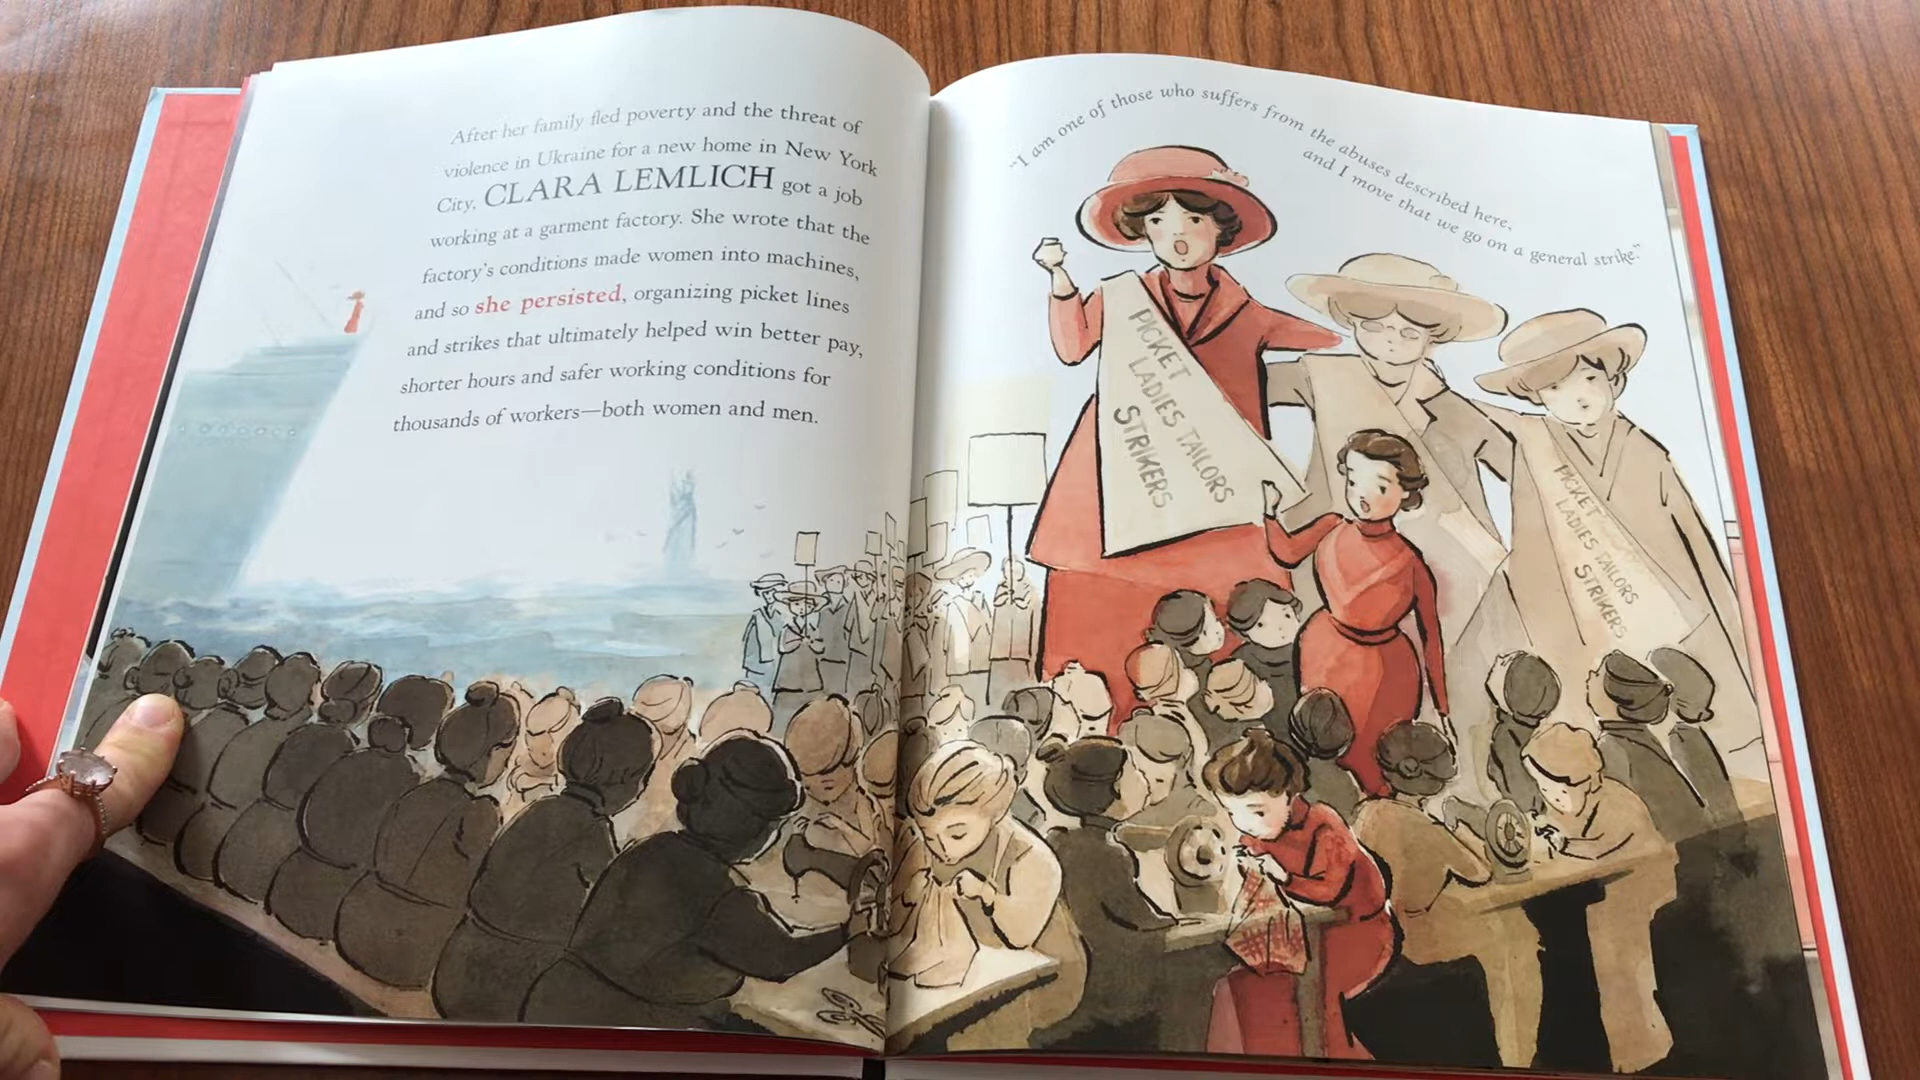 After her family fled poverty and the threat of
violence in Ukraine for a new home in New York
City, CLARA LEMLICH got a job
working at a garment factory. She wrote that the
factory's conditions made women into machines,
and so she persisted, organizing picket lines
and strikes that ultimately helped win better pay,
shorter hours and safer working conditions for
thousands of workers—both women and men.
"I am one of those who suffers from the abuses described here,
and I move that we go on a general strike."
PICKET
LADIES TAILORS
STRIKERS
PICKET
LADIES TAILORS
STRIKERS